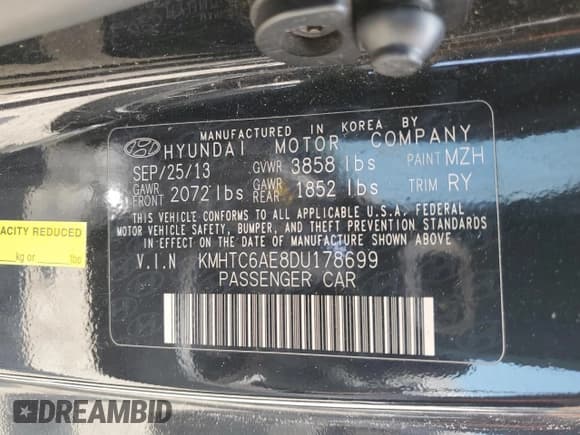 MANUFACTURED IN KOREA BY
HYUNDAI MOTOR COMPANY
SEP/25/13 GVWR 3858 lbs PAINT MZH
GAWR FRONT 2072 lbs GAWR REAR 1852 lbs TRIM RY
THIS VEHICLE CONFORMS TO ALL APPLICABLE U.S.A. FEDERAL
MOTOR VEHICLE SAFETY, BUMPER, AND THEFT PREVENTION STANDARDS
IN EFFECT ON THE DATE OF MANUFACTURE SHOWN ABOVE.
V.I.N KMHTC6AE8DU178699
PASSENGER CAR
ACITY REDUCED
kg or lbc
DREAMBID